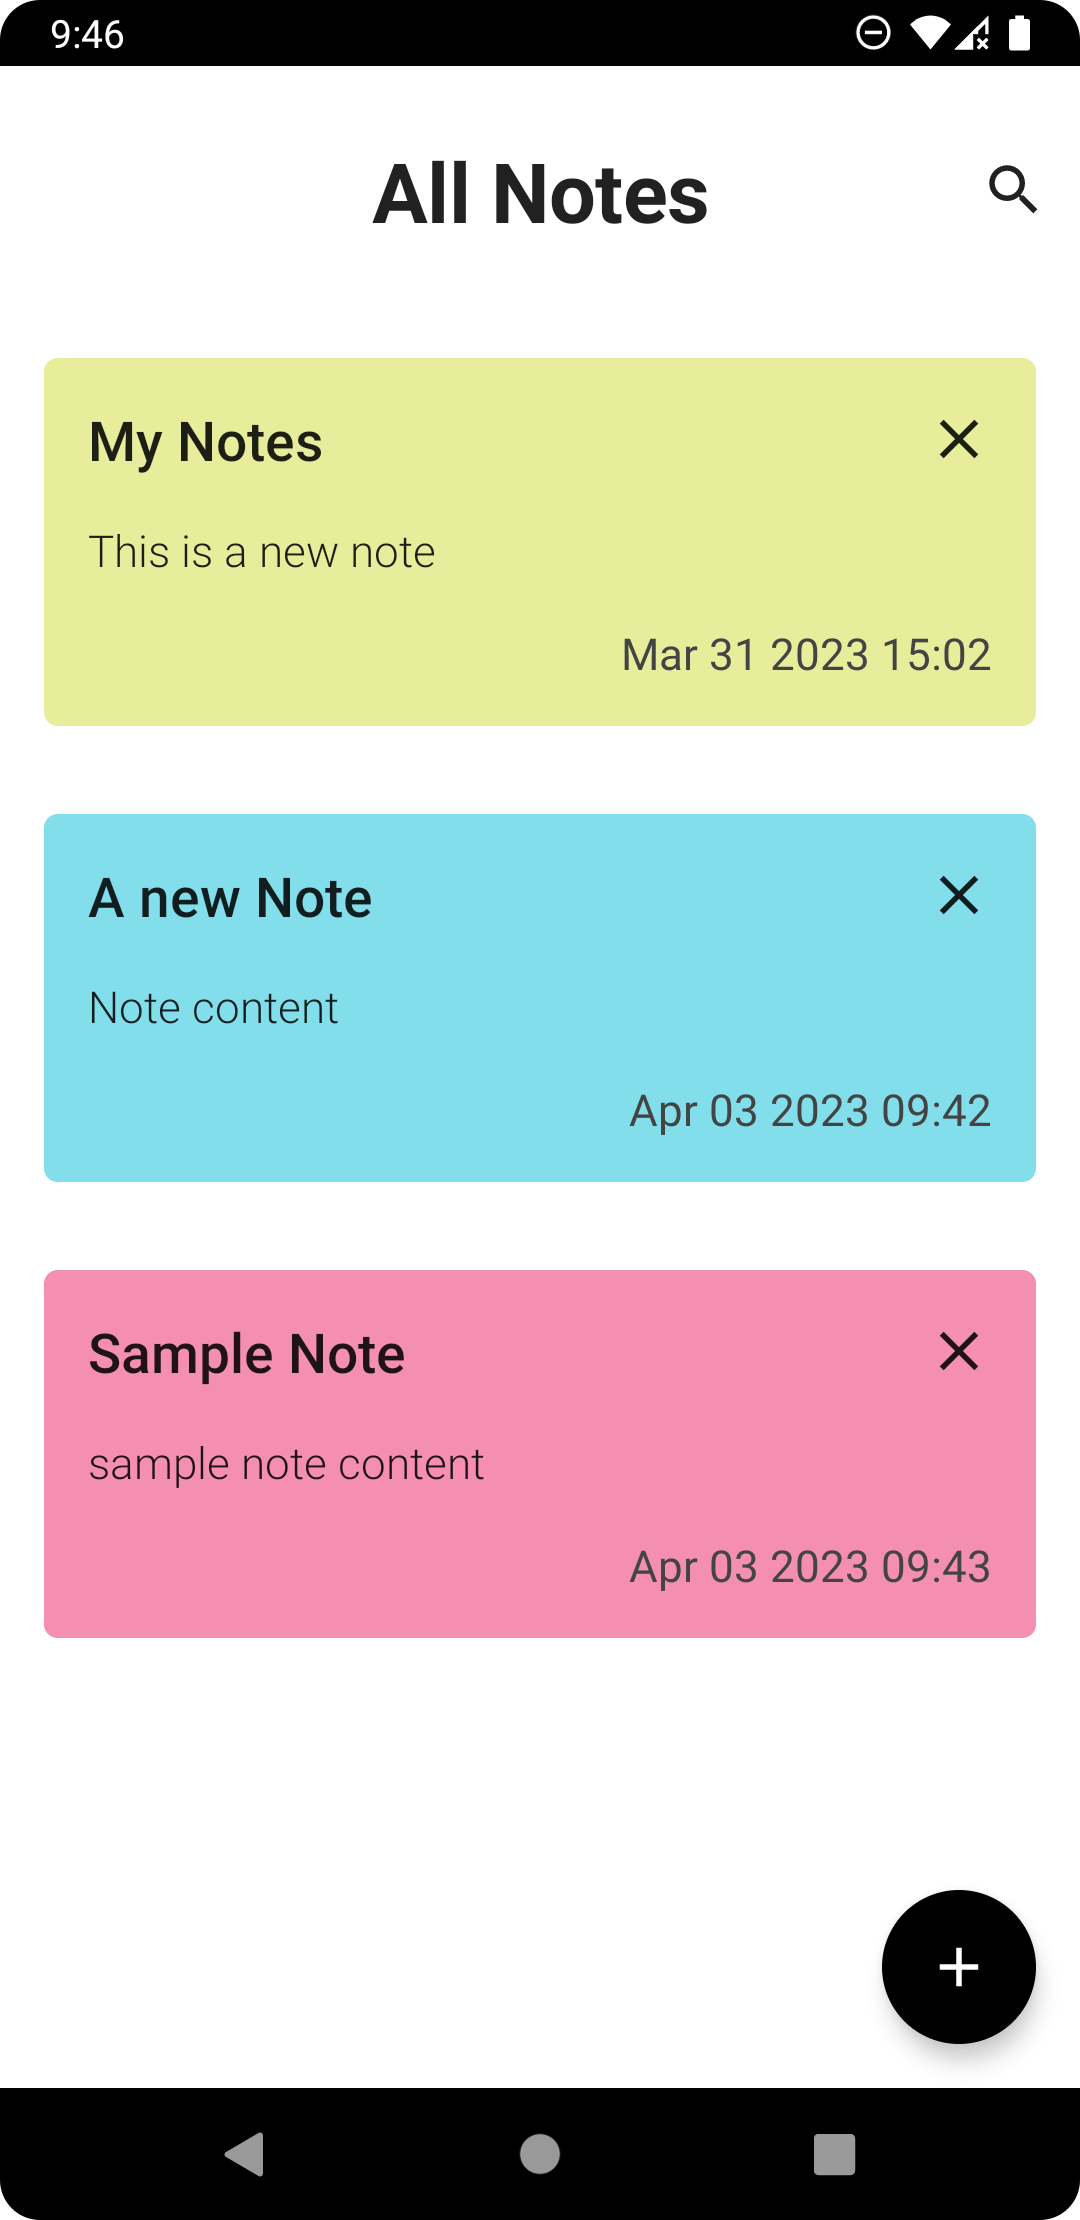 9:46
All Notes
My Notes
This is a new note
Mar 31 2023 15:02
A new Note
Note content
Apr 03 2023 09:42
Sample Note
sample note content
Apr 03 2023 09:43